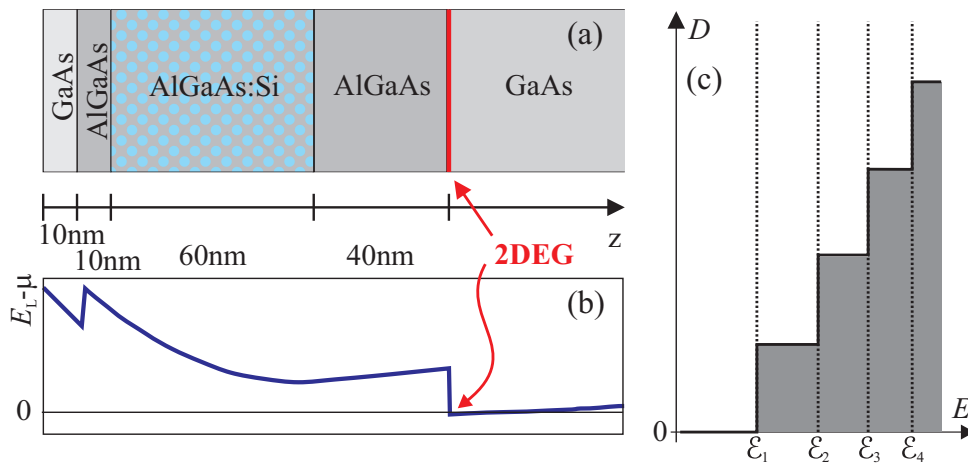 (a)
GaAs
AlGaAs
AlGaAs:Si
AlGaAs
GaAs
z
10nm
10nm
60nm
40nm
2DEG
(b)
E_L-μ
0
(c)
D
0
E
ℰ₁
ℰ₂
ℰ₃
ℰ₄